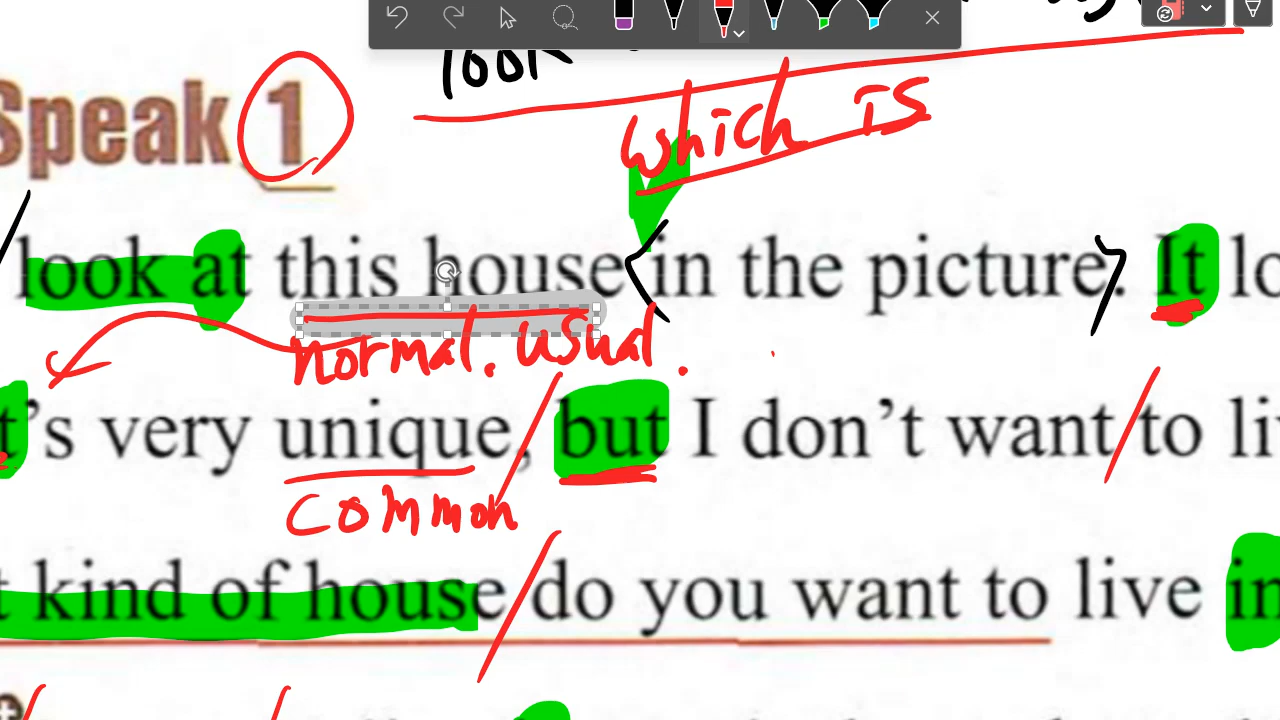 look
which is
Speak 1
look at this house in the picture. It lo
normal. usual.
t's very unique, but I don't want to li
common
t kind of house do you want to live in